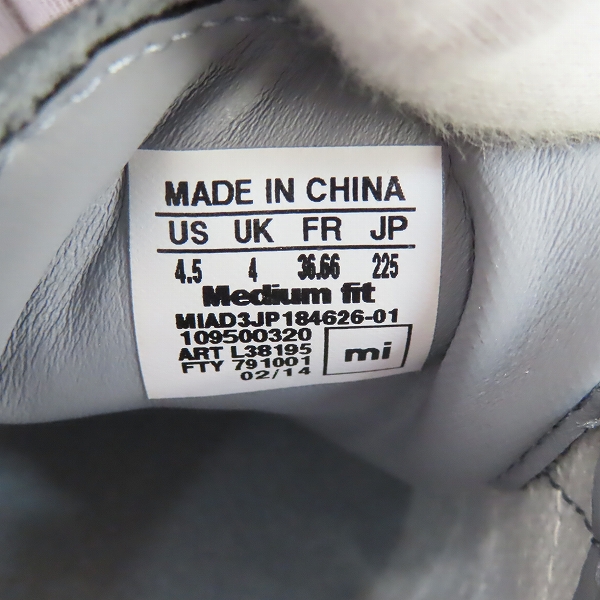 MADE IN CHINA
US UK FR JP
4.5 4 36.66 225
Medium fit
MIAD3JP184626-01
109500320
ART L38195
FTY 791001
02/14
mi